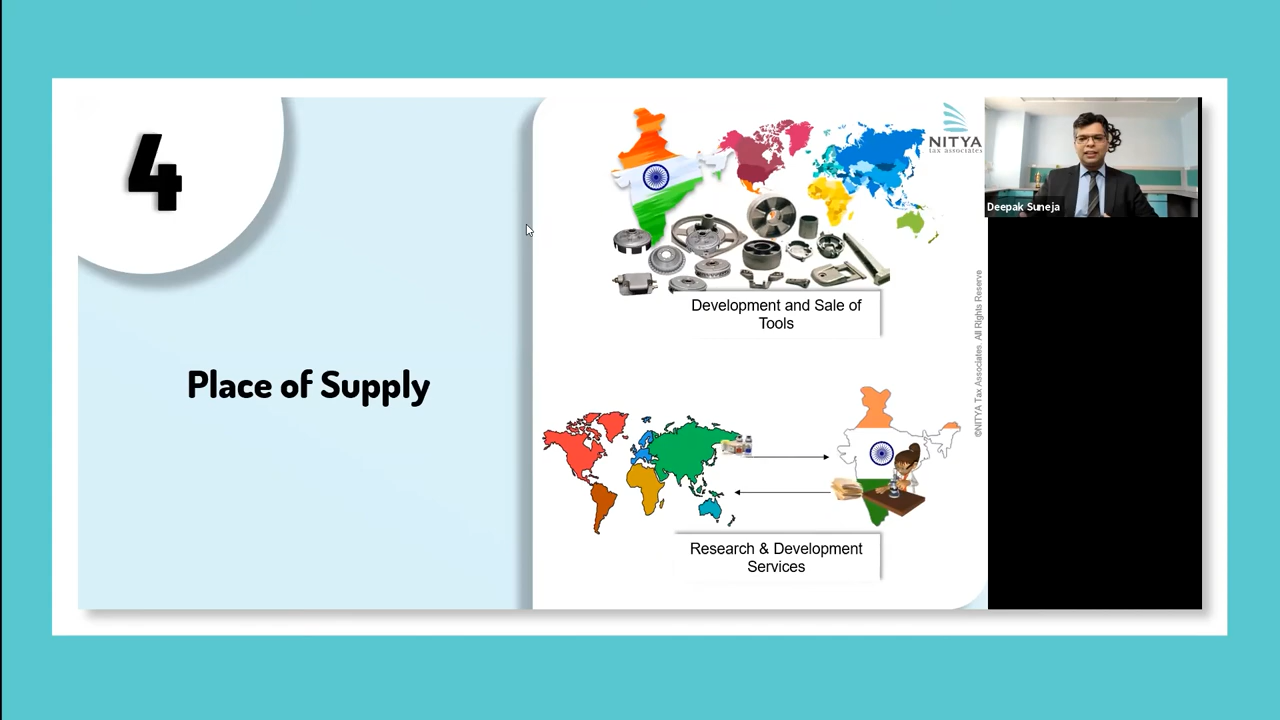 4
Place of Supply
NITYA
tax associates
Development and Sale of
Tools
Research & Development
Services
©NITYA Tax Associates. All Rights Reserve
Deepak Suneja